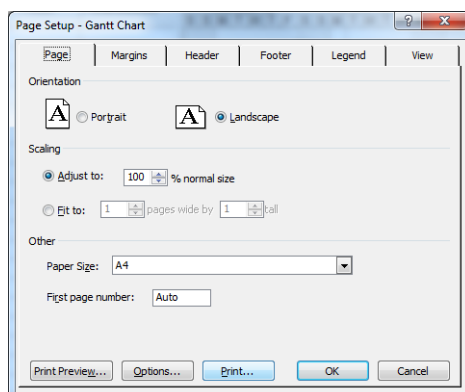 Page Setup - Gantt Chart
Page Margins Header Footer Legend View
Orientation
A Portrait A Landscape
Scaling
Adjust to: 100 % normal size
Fit to: 1 pages wide by 1 tall
Other
Paper Size: A4
First page number: Auto
Print Preview... Options... Print... OK Cancel